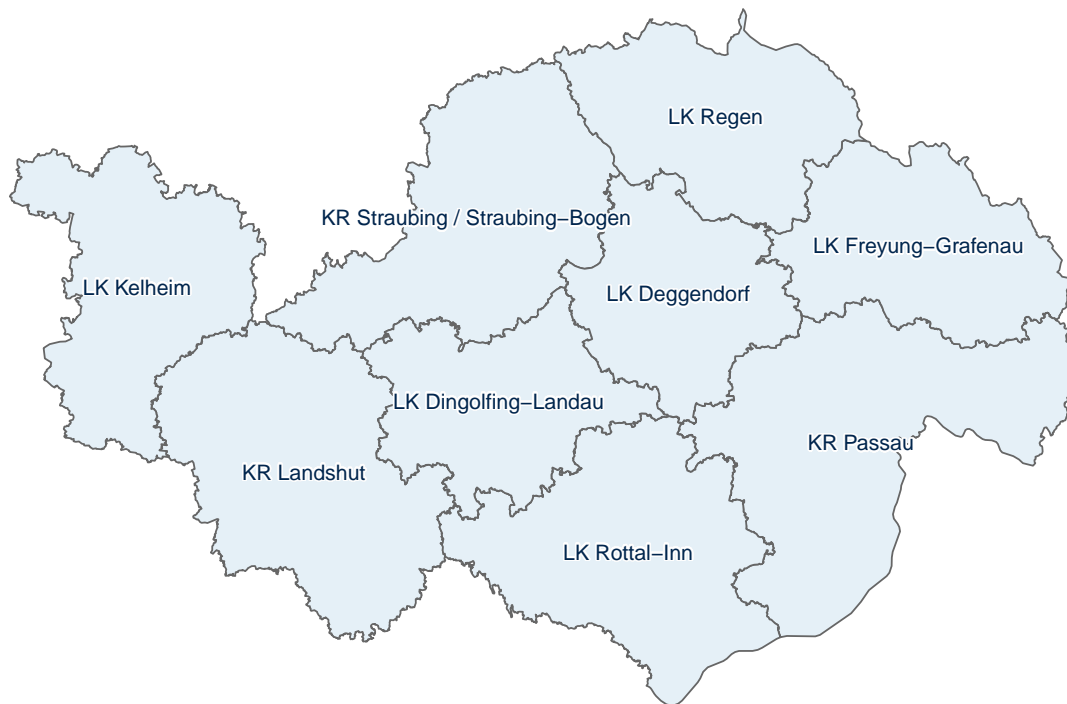 LK Regen
KR Straubing / Straubing−Bogen
LK Freyung−Grafenau
LK Kelheim
LK Deggendorf
LK Dingolfing−Landau
KR Passau
KR Landshut
LK Rottal−Inn